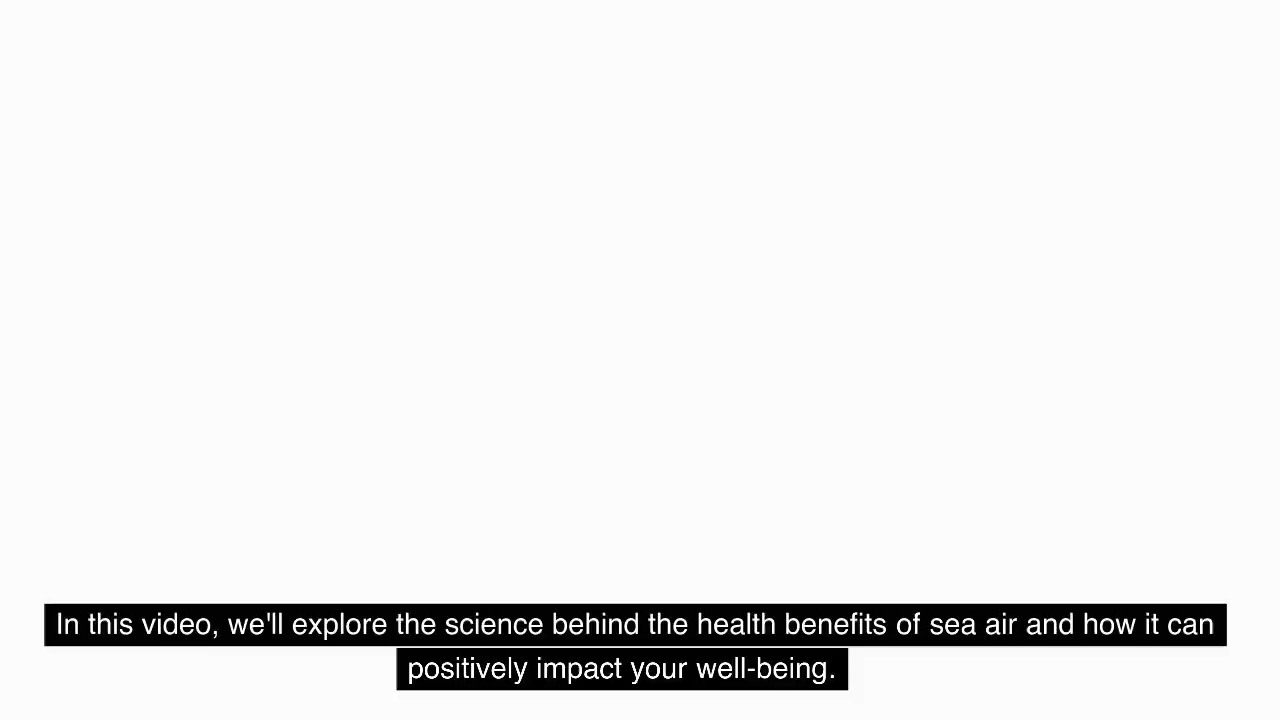 In this video, we'll explore the science behind the health benefits of sea air and how it can
positively impact your well-being.